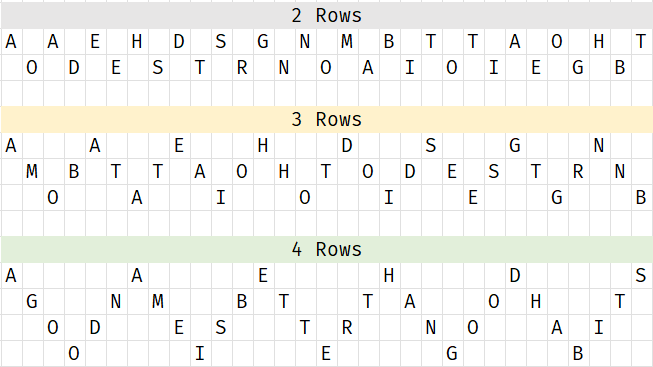 2 Rows
A A E H D S G N M B T T A O H T
O D E S T R N O A I O I E G B
3 Rows
A A E H D S G N
M B T T A O H T O D E S T R N
O A I O I E G B
4 Rows
A A E H D S
G N M B T T A O H T
O D E S T R N O A I
O I E G B